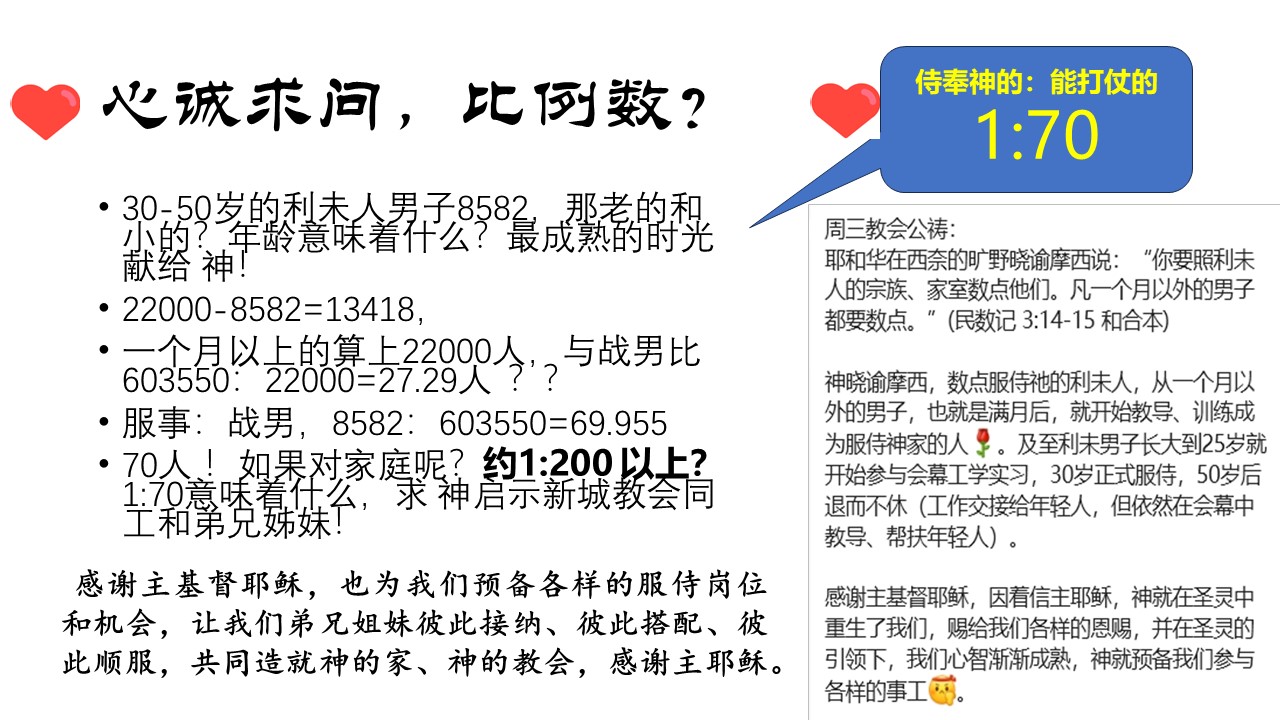 心诚求问，比例数？
侍奉神的：能打仗的
1:70
• 30-50岁的利未人男子8582，那老的和
小的？年龄意味着什么？最成熟的时光
献给 神！
• 22000-8582=13418，
• 一个月以上的算上22000人，与战男比
603550：22000=27.29人 ？？
• 服事：战男，8582：603550=69.955
• 70人！如果对家庭呢？约1:200以上？
1:70意味着什么，求 神启示新城教会同
工和弟兄姊妹！
感谢主基督耶稣，也为我们预备各样的服侍岗位
和机会，让我们弟兄姐妹彼此接纳、彼此搭配、彼
此顺服，共同造就神的家、神的教会，感谢主耶稣。
周三教会公祷：
耶和华在西奈的旷野晓谕摩西说：“你要照利未
人的宗族、家室数点他们。凡一个月以外的男子
都要数点。”(民数记 3:14-15 和合本)
神晓谕摩西，数点服侍祂的利未人，从一个月以
外的男子，也就是满月后，就开始教导、训练成
为服侍神家的人🌹。及至利未男子长大到25岁就
开始参与会幕工学实习，30岁正式服侍，50岁后
退而不休（工作交接给年轻人，但依然在会幕中
教导、帮扶年轻人）。
感谢主基督耶稣，因着信主耶稣，神就在圣灵中
重生了我们，赐给我们各样的恩赐，并在圣灵的
引领下，我们心智渐渐成熟，神就预备我们参与
各样的事工。